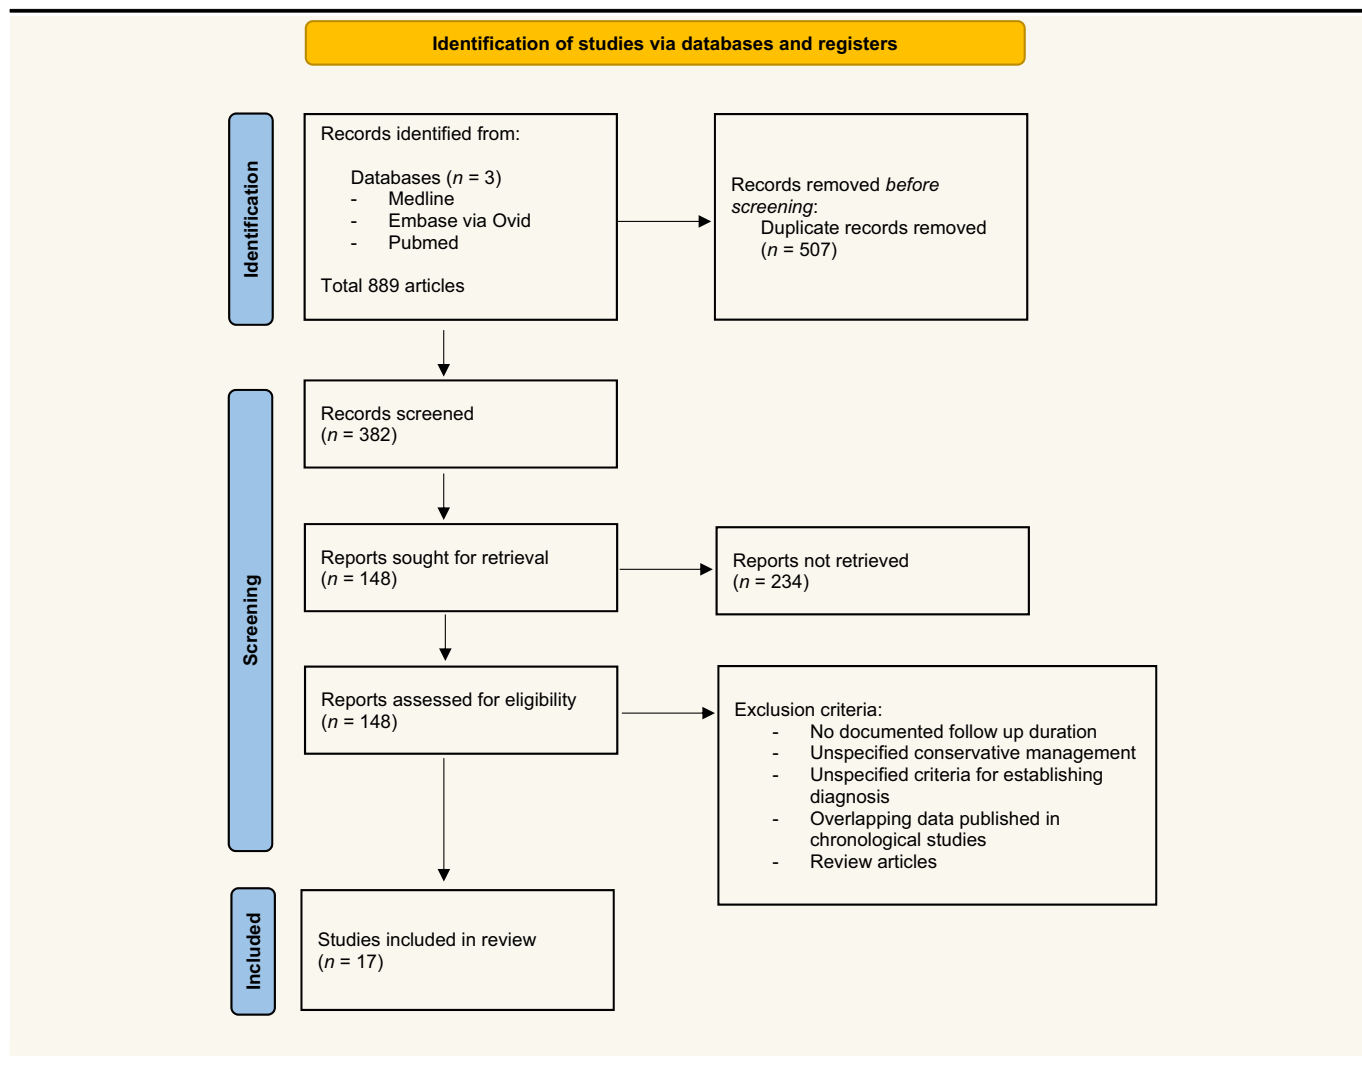 Identification of studies via databases and registers
Identification
Records identified from:
Databases (n = 3)
- Medline
- Embase via Ovid
- Pubmed
Total 889 articles
Records removed before
screening:
Duplicate records removed
(n = 507)
Screening
Records screened
(n = 382)
Reports sought for retrieval
(n = 148)
Reports not retrieved
(n = 234)
Reports assessed for eligibility
(n = 148)
Exclusion criteria:
- No documented follow up duration
- Unspecified conservative management
- Unspecified criteria for establishing
diagnosis
- Overlapping data published in
chronological studies
- Review articles
Included
Studies included in review
(n = 17)